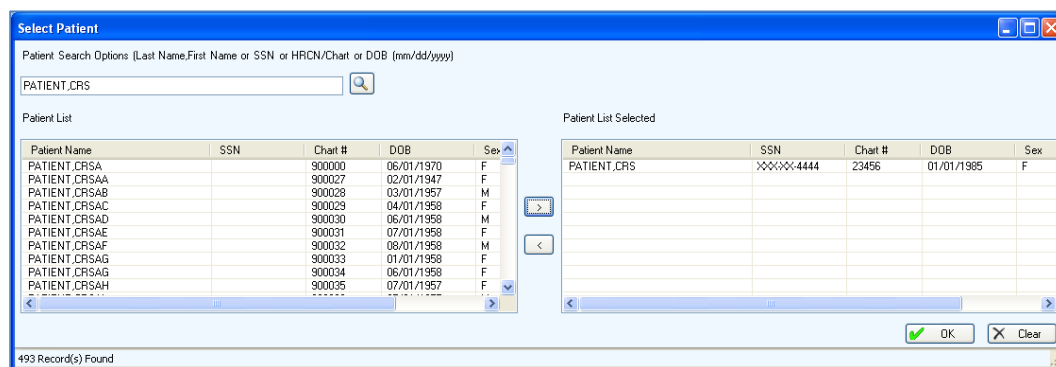 Select Patient
Patient Search Options (Last Name,First Name or SSN or HRCN/Chart or DOB (mm/dd/yyyy)
PATIENT,CRS
Patient List
Patient List Selected
Patient Name SSN Chart # DOB Sex
PATIENT,CRSA 900000 06/01/1970 F
PATIENT,CRSAA 900027 02/01/1947 F
PATIENT,CRSAB 900028 03/01/1957 M
PATIENT,CRSAC 900029 04/01/1958 F
PATIENT,CRSAD 900030 06/01/1958 M
PATIENT,CRSAE 900031 07/01/1958 F
PATIENT,CRSAF 900032 08/01/1958 M
PATIENT,CRSAG 900033 01/01/1958 F
PATIENT,CRSAG 900034 06/01/1958 F
PATIENT,CRSAH 900035 07/01/1957 F
> 
<
Patient Name SSN Chart # DOB Sex
PATIENT,CRS XXX-XX-4444 23456 01/01/1985 F
OK Clear
493 Record(s) Found